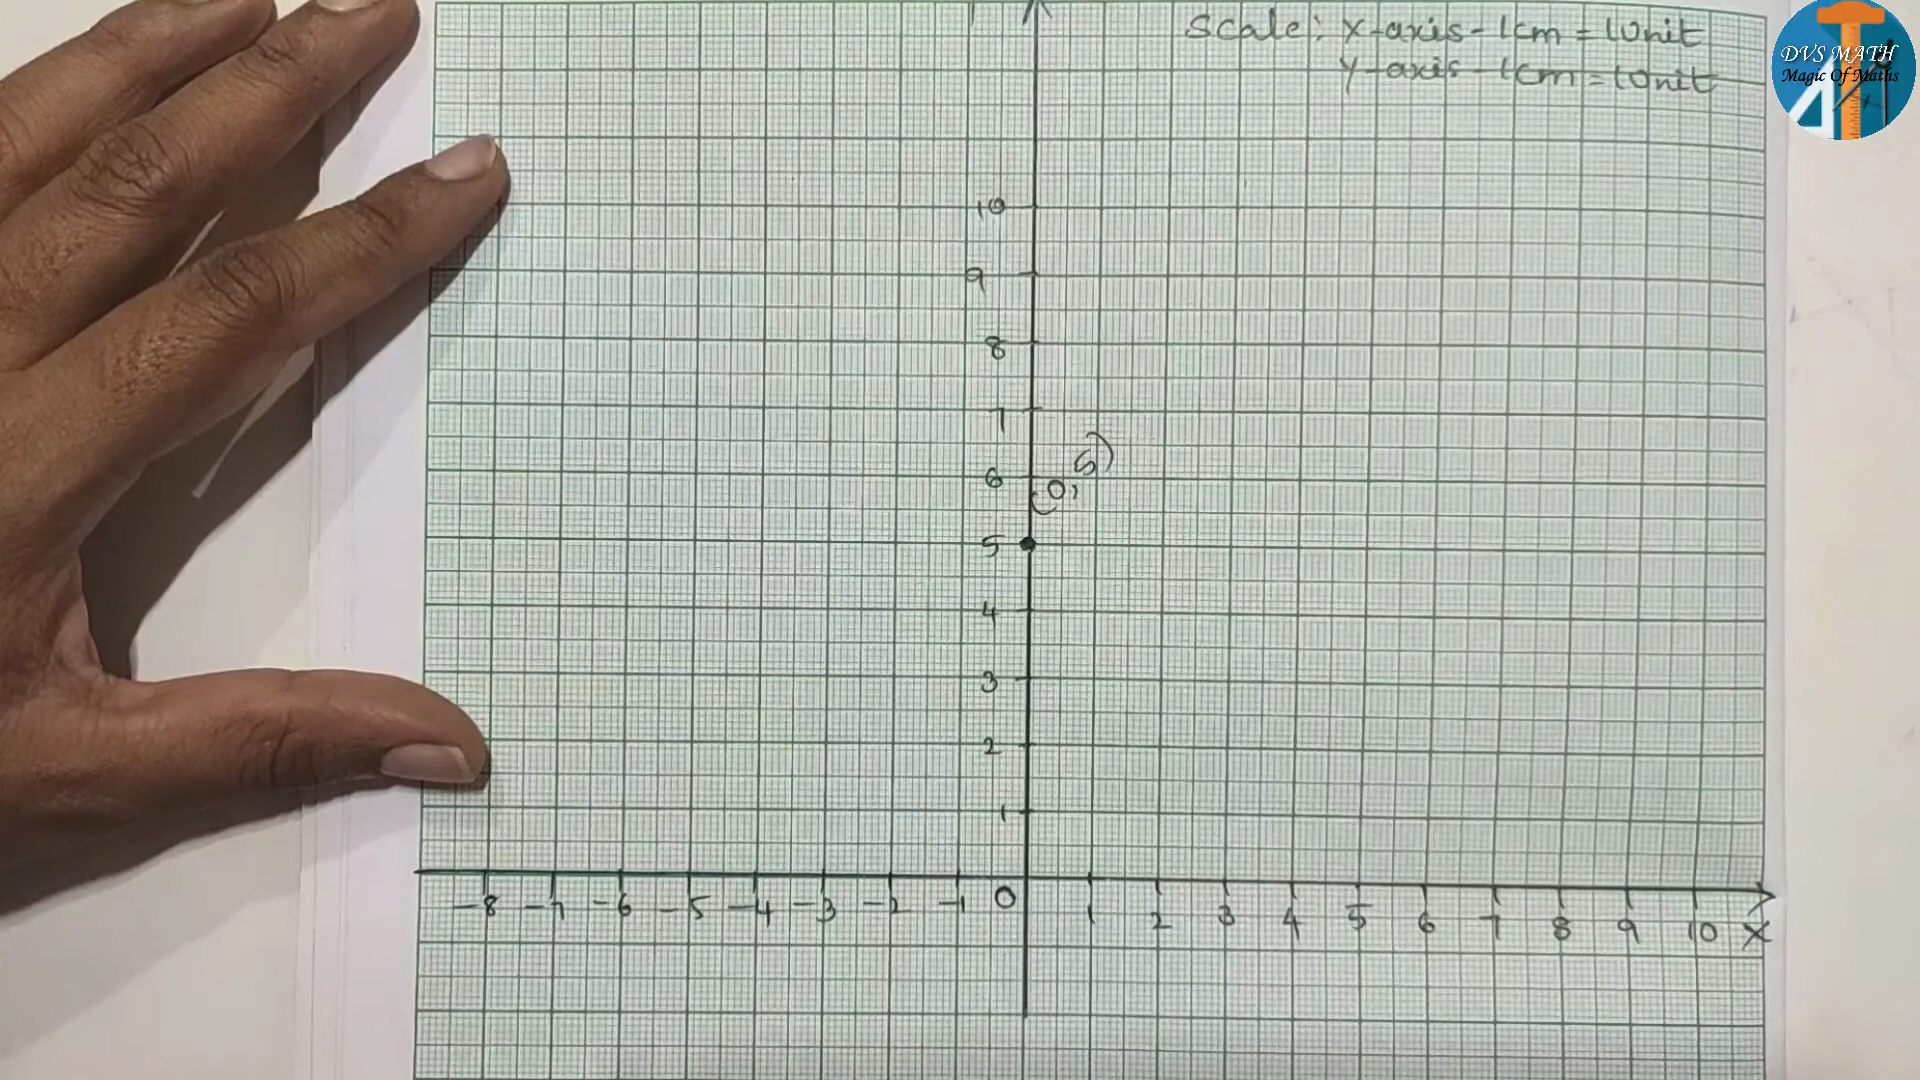 Scale: X-axis-1cm=1Unit
Y-axis-1cm=1Unit
DVS MATH
Magic Of Maths
10
9
8
7
(0,5)
6
5
4
3
2
1
-8 -7 -6 -5 -4 -3 -2 -1 0 1 2 3 4 5 6 7 8 9 10 X